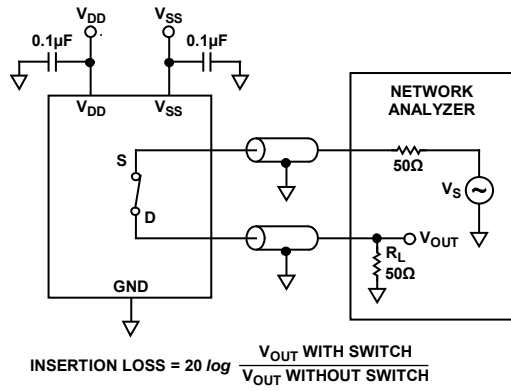 V_DD V_SS
0.1µF 0.1µF
V_DD V_SS
NETWORK
ANALYZER
S
50Ω
V_S
D
V_OUT
R_L
50Ω
GND
INSERTION LOSS = 20 log V_OUT WITH SWITCH / V_OUT WITHOUT SWITCH